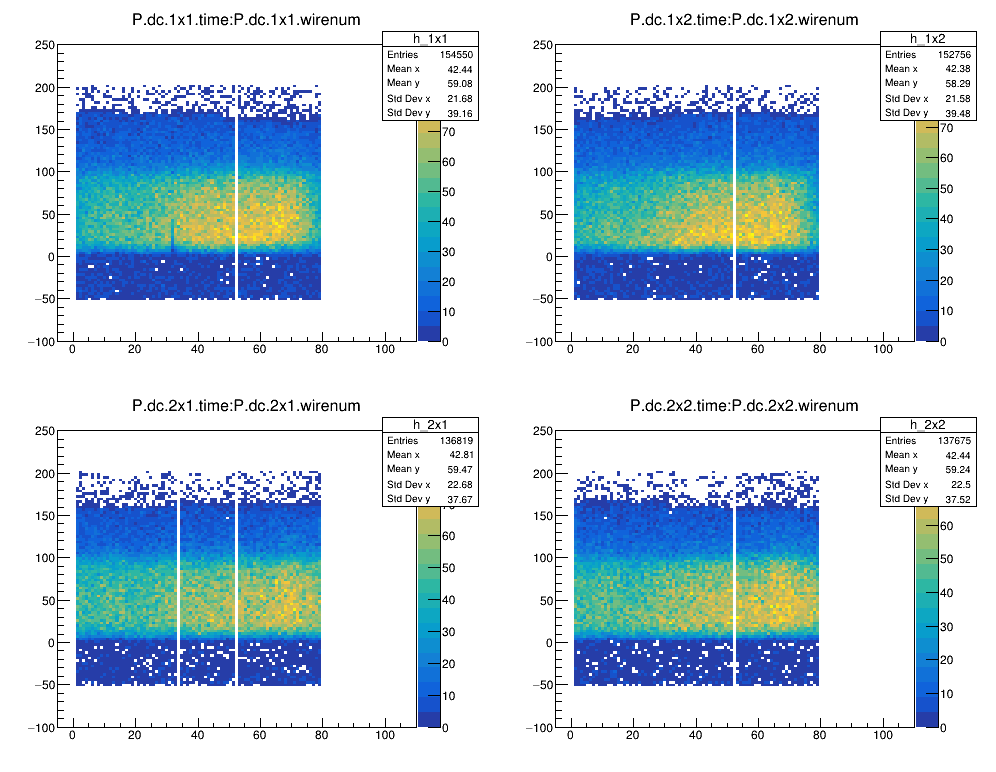 P.dc.1x1.time:P.dc.1x1.wirenum
h_1x1
Entries 154550
Mean x 42.44
Mean y 59.08
Std Dev x 21.68
Std Dev y 39.16
250
200
150
100
50
0
−50
−100
0 20 40 60 80 100
70
60
50
40
30
20
10
0
P.dc.1x2.time:P.dc.1x2.wirenum
h_1x2
Entries 152756
Mean x 42.38
Mean y 58.29
Std Dev x 21.58
Std Dev y 39.48
250
200
150
100
50
0
−50
−100
0 20 40 60 80 100
70
60
50
40
30
20
10
0
P.dc.2x1.time:P.dc.2x1.wirenum
h_2x1
Entries 136819
Mean x 42.81
Mean y 59.47
Std Dev x 22.68
Std Dev y 37.67
250
200
150
100
50
0
−50
−100
0 20 40 60 80 100
60
50
40
30
20
10
0
P.dc.2x2.time:P.dc.2x2.wirenum
h_2x2
Entries 137675
Mean x 42.44
Mean y 59.24
Std Dev x 22.5
Std Dev y 37.52
250
200
150
100
50
0
−50
−100
0 20 40 60 80 100
60
50
40
30
20
10
0